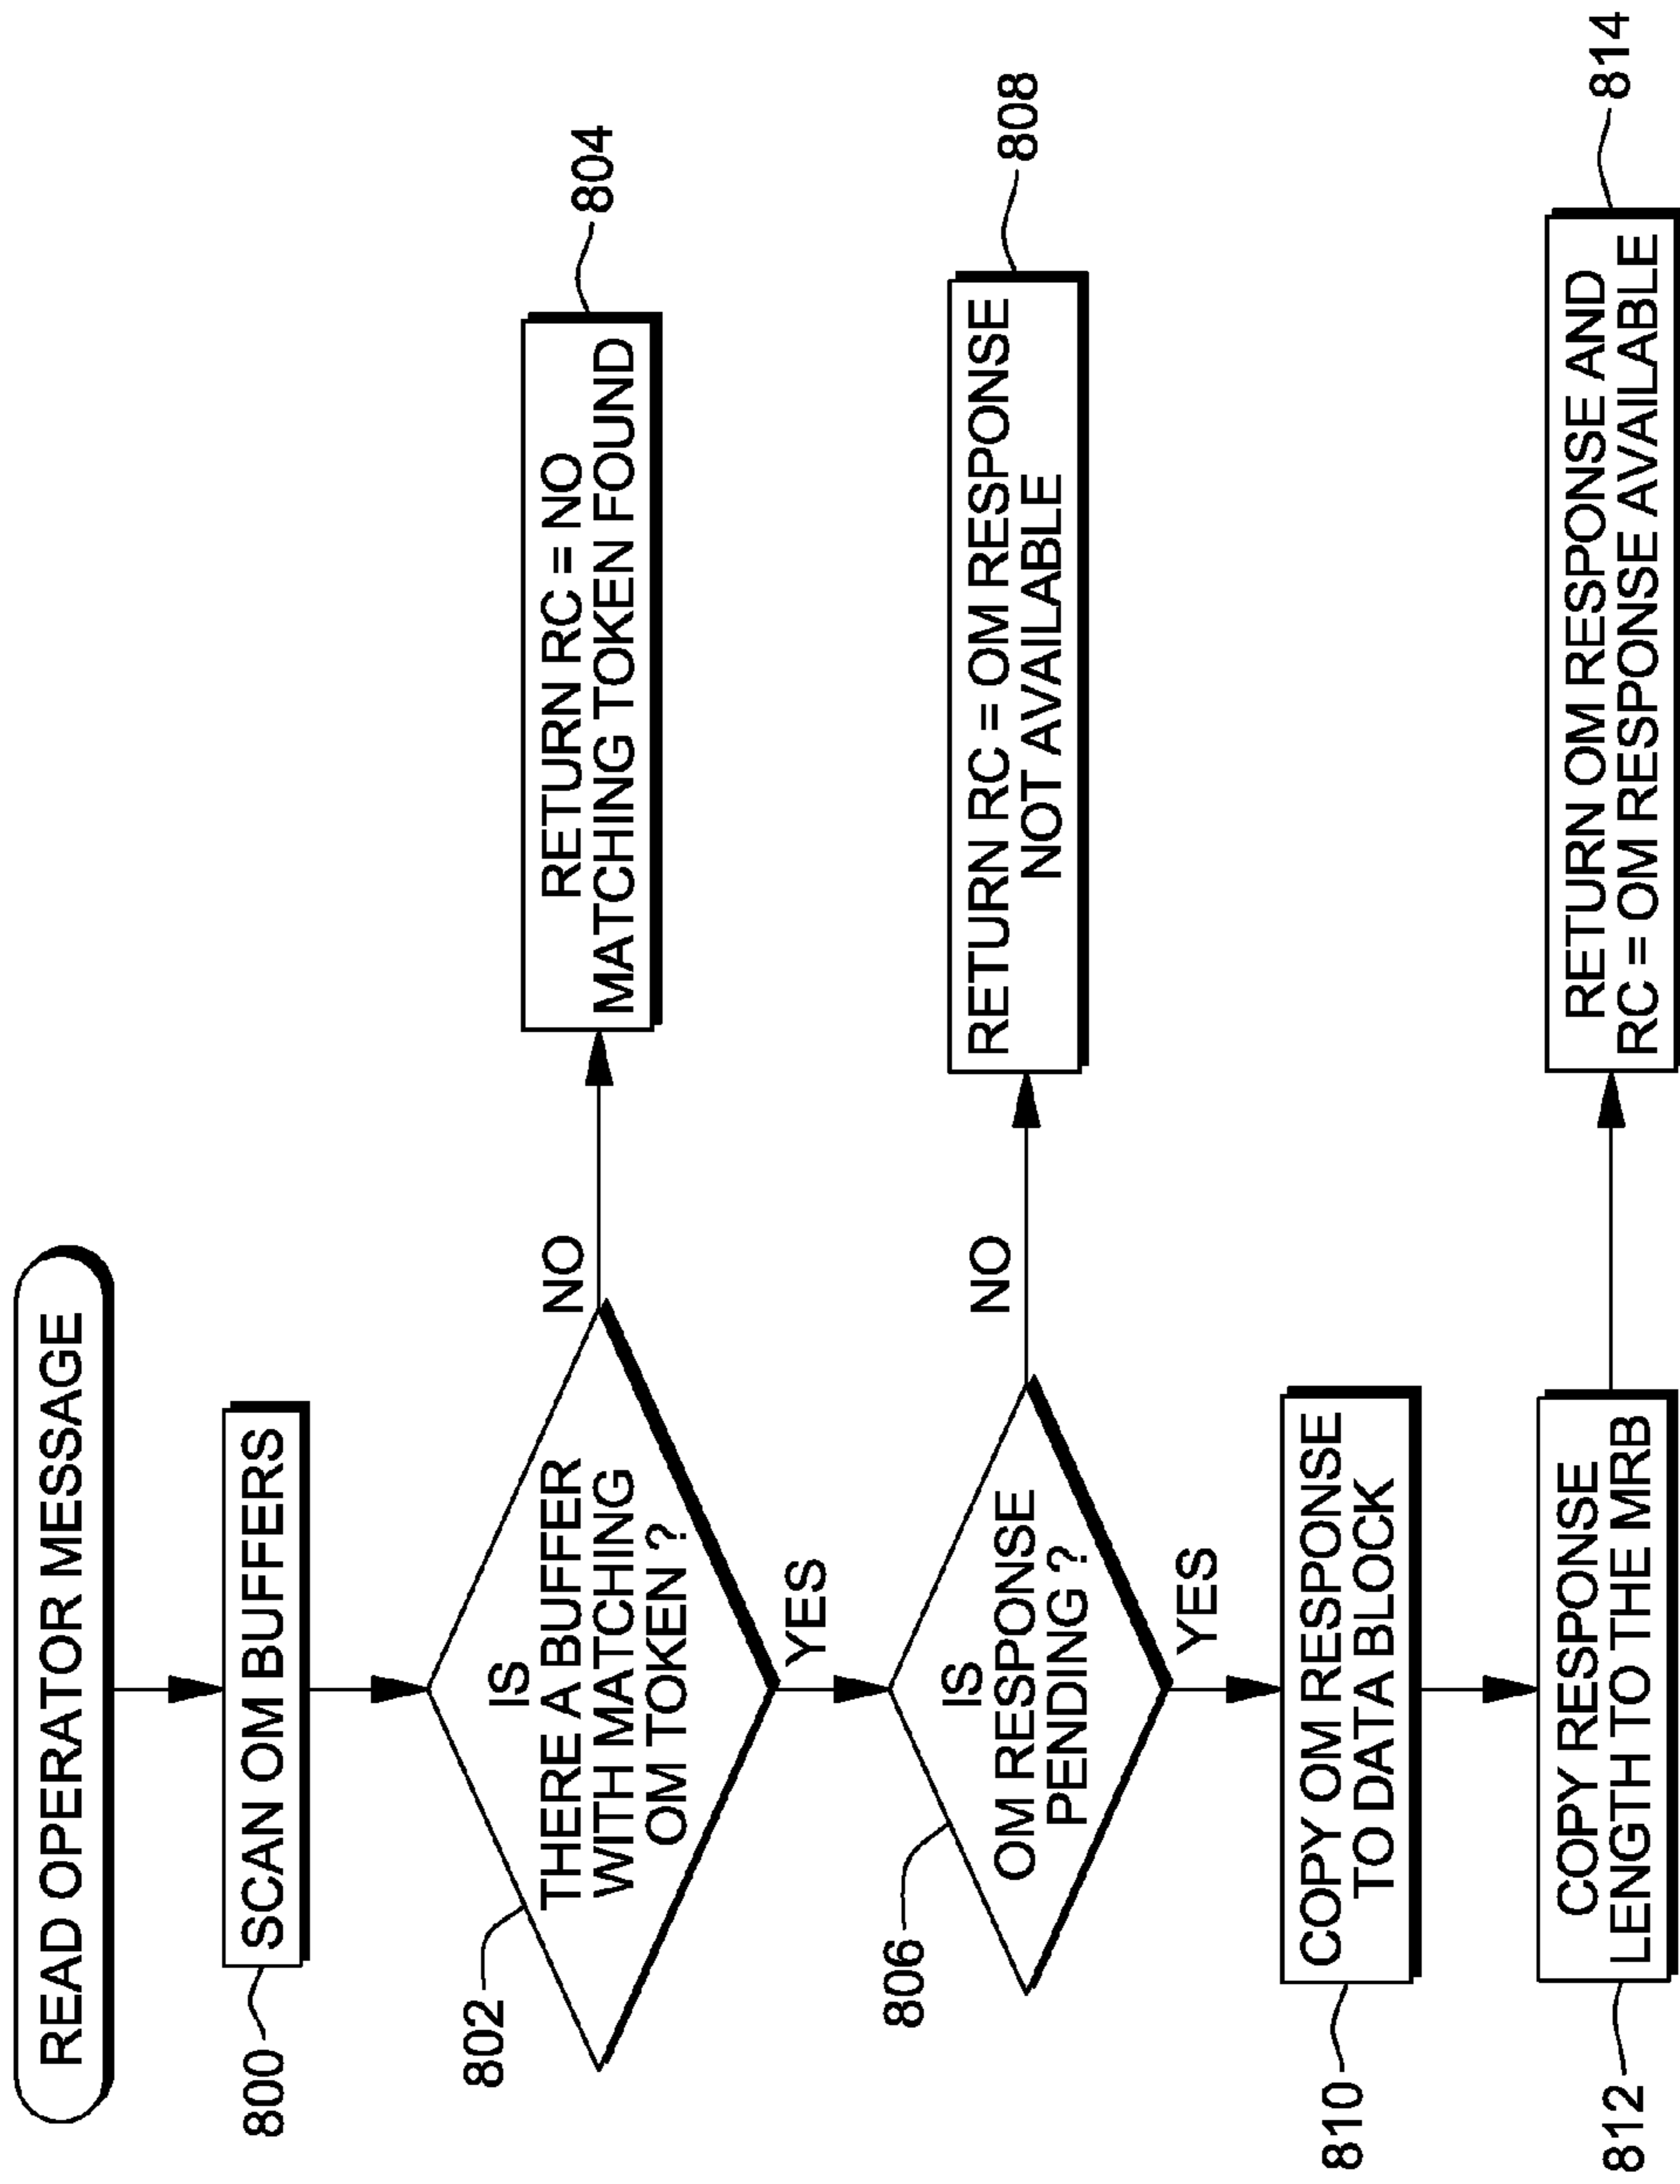 READ OPERATOR MESSAGE
800
SCAN OM BUFFERS
802
IS
THERE A BUFFER
WITH MATCHING
OM TOKEN ?
NO
RETURN RC = NO
MATCHING TOKEN FOUND
804
YES
806
IS
OM RESPONSE
PENDING ?
NO
RETURN RC = OM RESPONSE
NOT AVAILABLE
808
YES
810
COPY OM RESPONSE
TO DATA BLOCK
812
COPY RESPONSE
LENGTH TO THE MRB
RETURN OM RESPONSE AND
RC = OM RESPONSE AVAILABLE
814